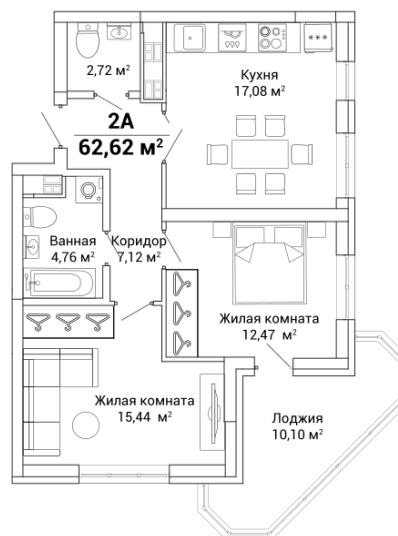 2,72 м²
Кухня
17,08 м²
2А
62,62 м²
Ванная
4,76 м²
Коридор
7,12 м²
Жилая комната
12,47 м²
Жилая комната
15,44 м²
Лоджия
10,10 м²